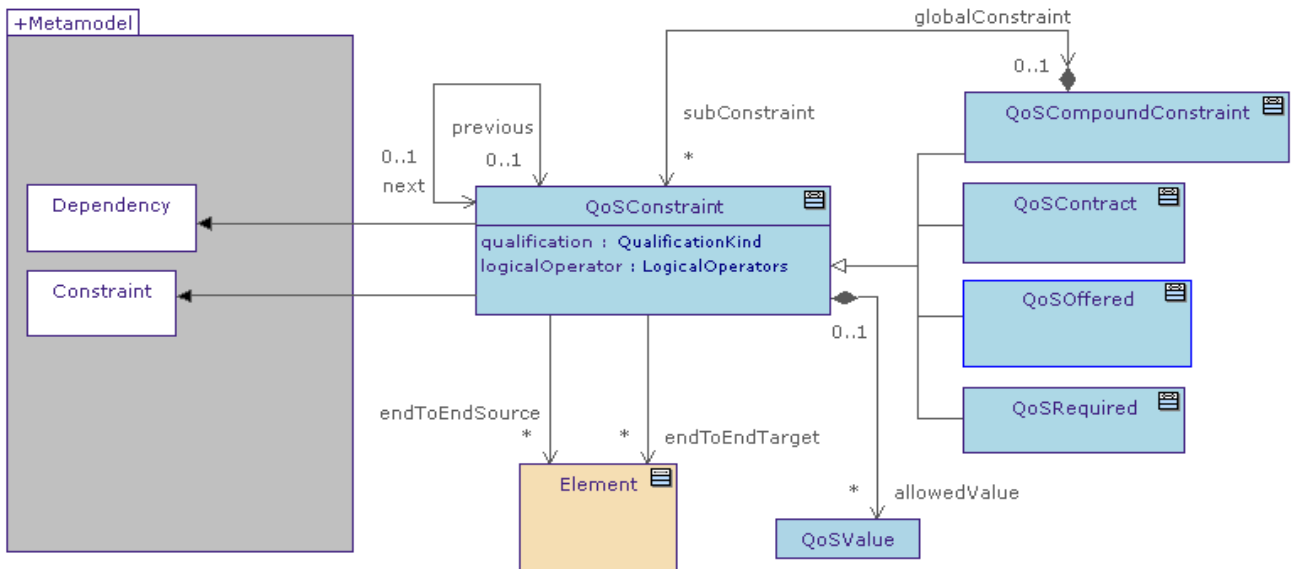 +Metamodel
globalConstraint
0..1
QoSCompoundConstraint
previous
subConstraint
0..1
0..1
*
next
Dependency
QoSConstraint
QoSContract
qualification : QualificationKind
logicalOperator : LogicalOperators
Constraint
QoSOffered
0..1
endToEndSource
*
*
endToEndTarget
QoSRequired
Element
*
allowedValue
QoSValue